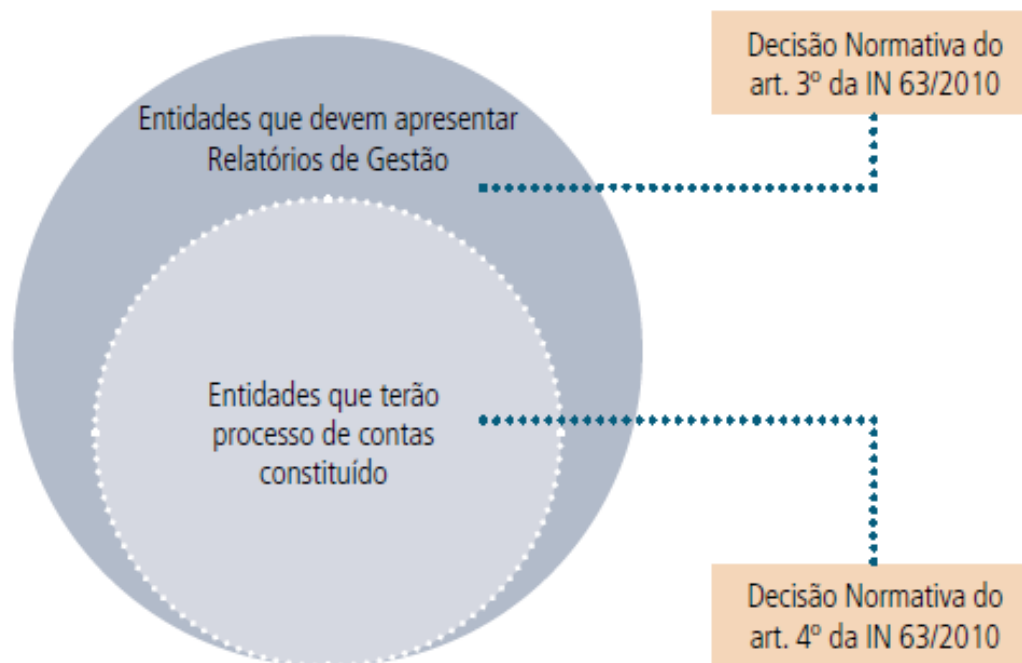 Decisão Normativa do
art. 3º da IN 63/2010
Entidades que devem apresentar
Relatórios de Gestão
Entidades que terão
processo de contas
constituído
Decisão Normativa do
art. 4º da IN 63/2010